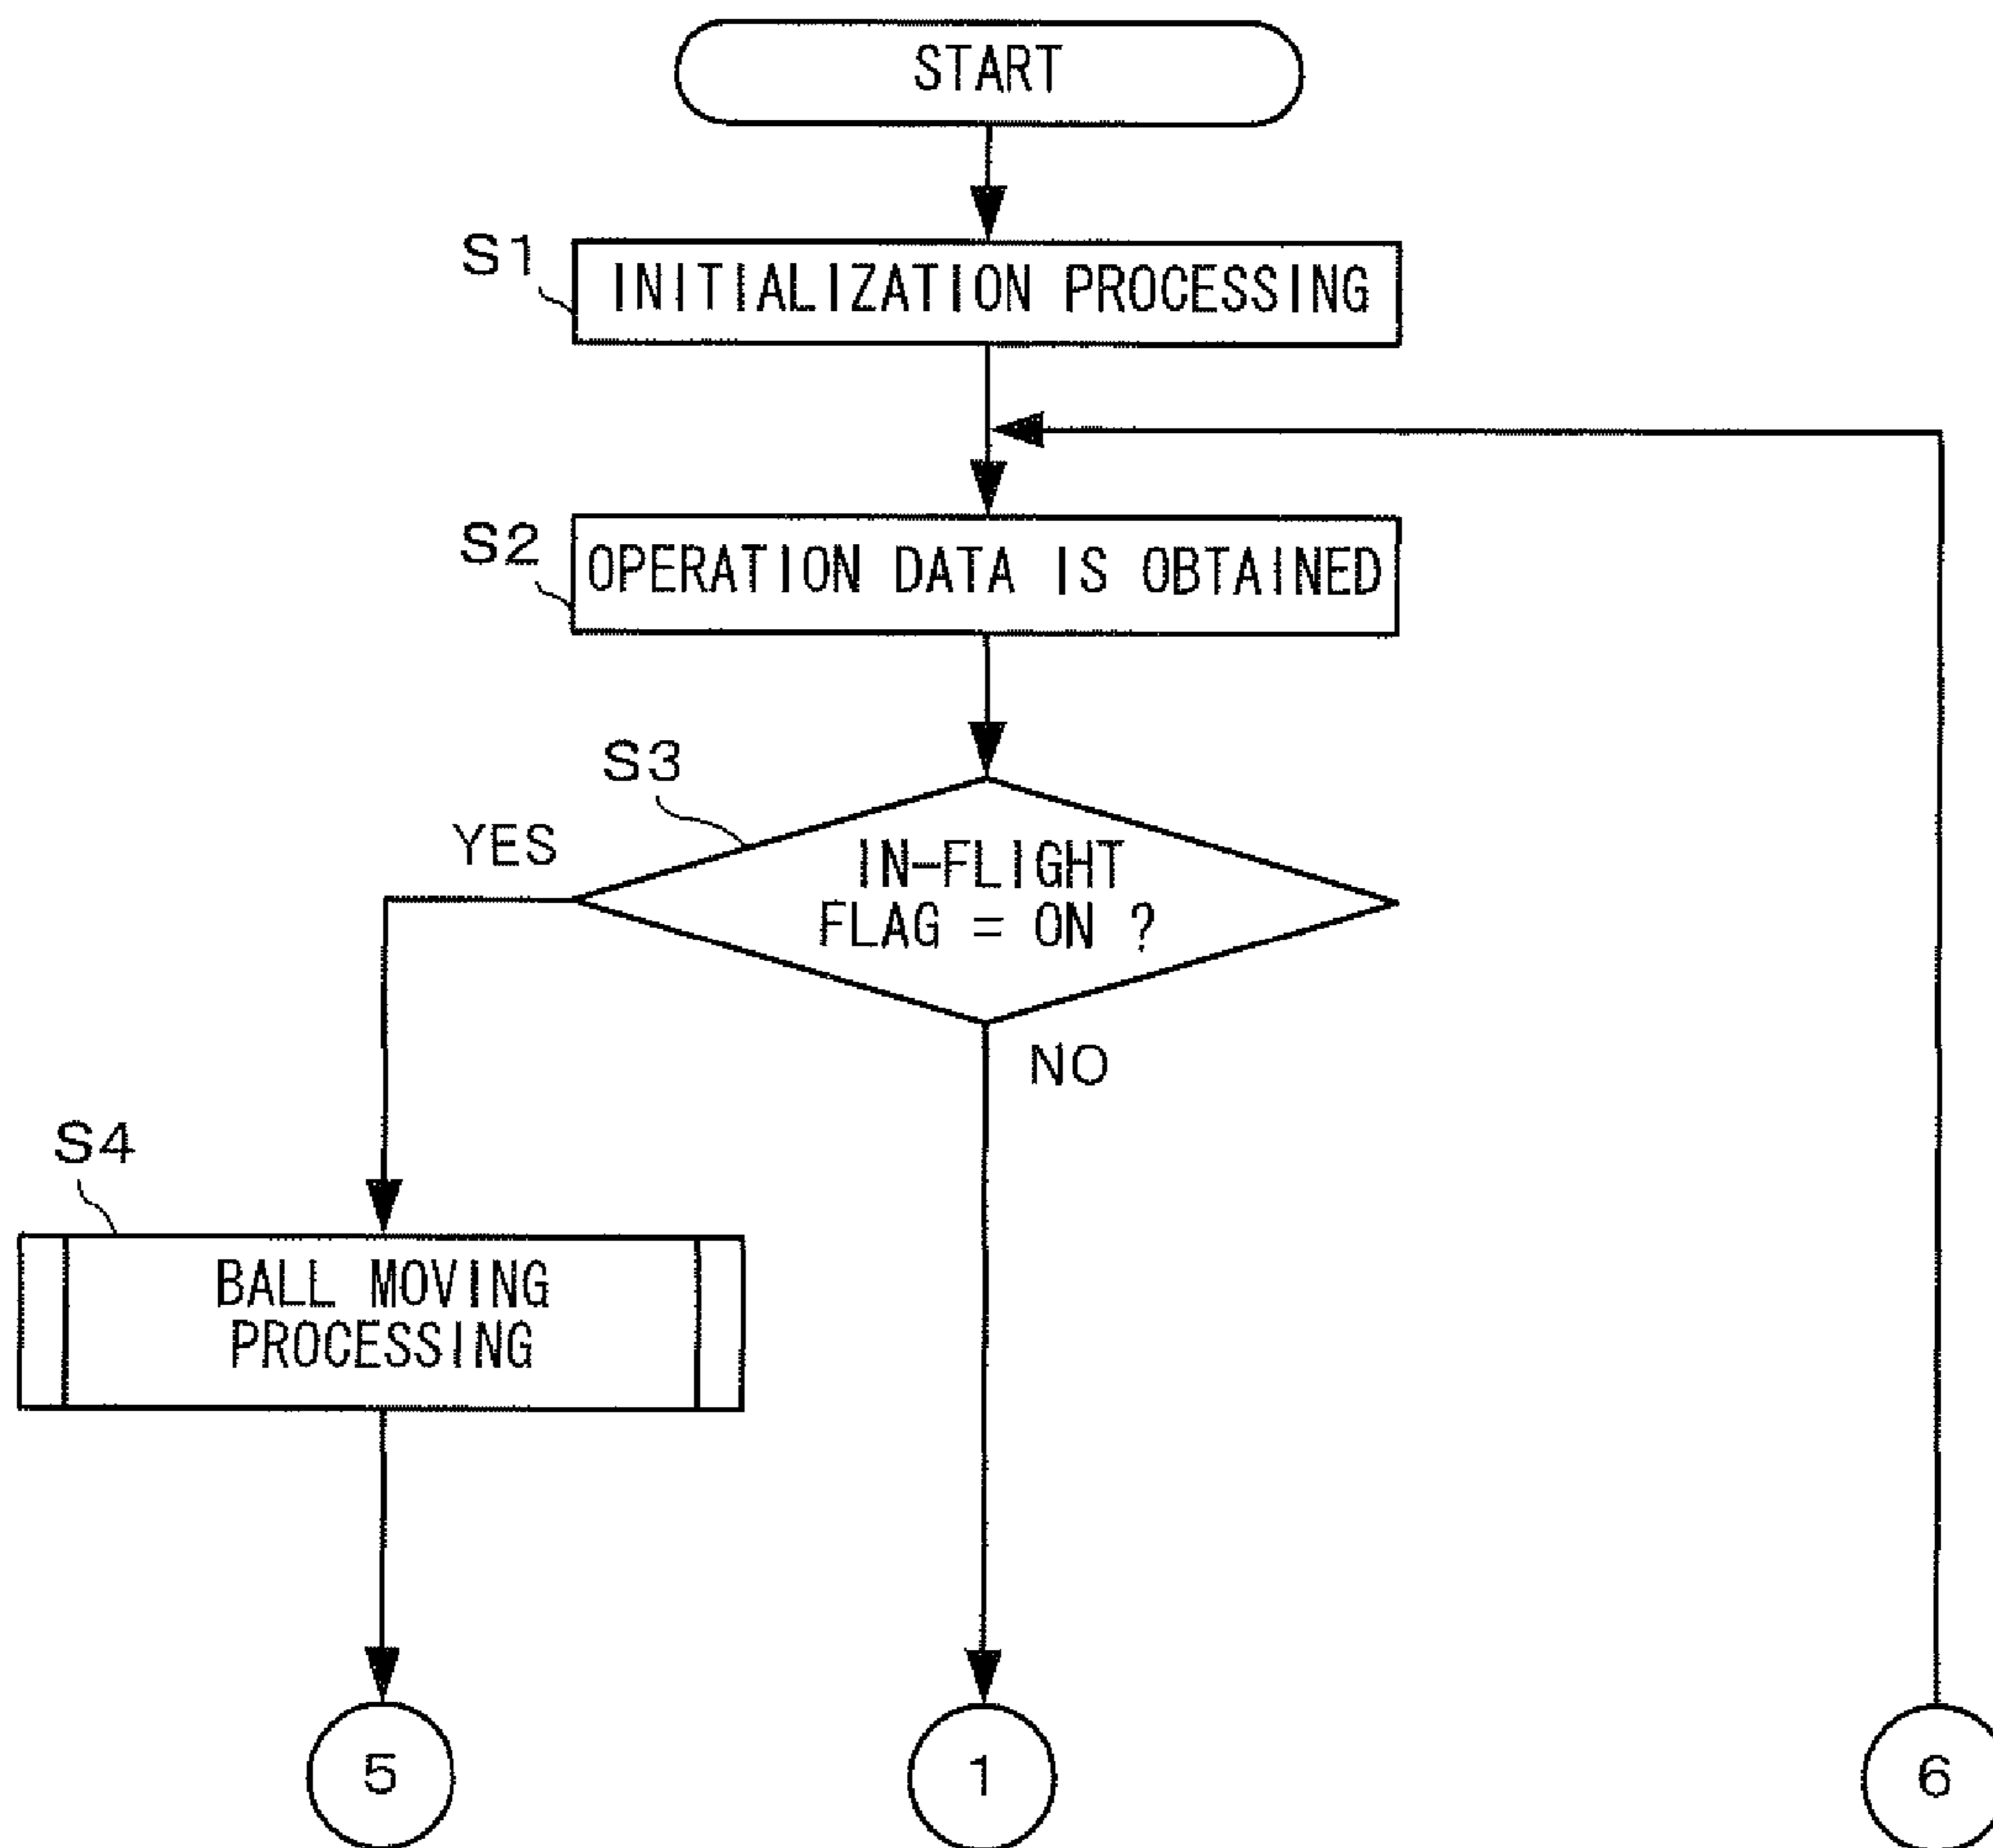 START
S1
INITIALIZATION PROCESSING
S2
OPERATION DATA IS OBTAINED
S3
YES
IN-FLIGHT
FLAG = ON ?
NO
S4
BALL MOVING
PROCESSING
5
1
6